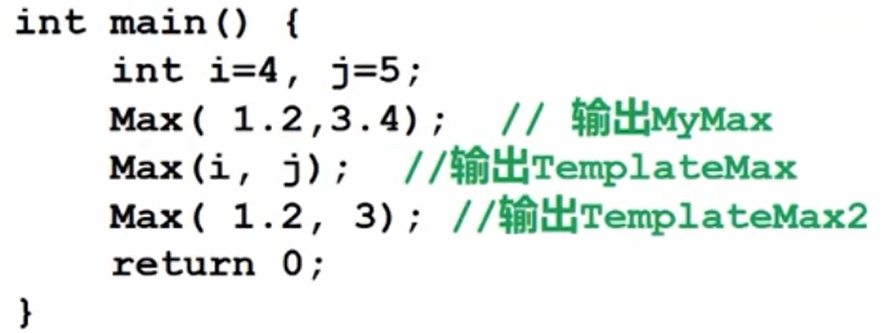 int main() {
int i=4, j=5;
Max( 1.2,3.4); // 输出MyMax
Max(i, j); //输出TemplateMax
Max( 1.2, 3); //输出TemplateMax2
return 0;
}